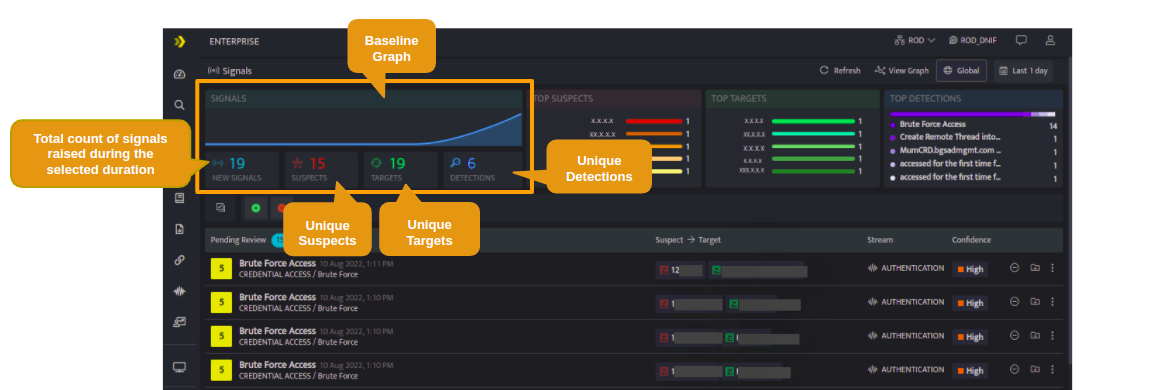 Baseline
Graph
ENTERPRISE
ROD
ROD_DNIF
Signals
Refresh
View Graph
Global
Last 1 day
SIGNALS
TOP SUSPECTS
TOP TARGETS
TOP DETECTIONS
Total count of signals
raised during the
selected duration
x.x.x.x 1
xx.x.x.x 1
1
1
x.x.x.x 1
xx.x.x.x 1
x.x.x.x 1
x.x.x.x 1
xxx.x.x.x 1
Brute Force Access 14
Create Remote Thread into... 1
MumCRD.bgsadmgmt.com ... 1
accessed for the first time f... 1
accessed for the first time f... 1
19
NEW SIGNALS
15
SUSPECTS
19
TARGETS
6
DETECTIONS
Unique
Detections
Unique
Suspects
Unique
Targets
Pending Review
Suspect → Target
Stream
Confidence
5
Brute Force Access 10 Aug 2022, 1:11 PM
CREDENTIAL ACCESS / Brute Force
12
AUTHENTICATION
High
5
Brute Force Access 10 Aug 2022, 1:10 PM
CREDENTIAL ACCESS / Brute Force
1
AUTHENTICATION
High
5
Brute Force Access 10 Aug 2022, 1:10 PM
CREDENTIAL ACCESS / Brute Force
1
AUTHENTICATION
High
5
Brute Force Access 10 Aug 2022, 1:10 PM
CREDENTIAL ACCESS / Brute Force
1
AUTHENTICATION
High